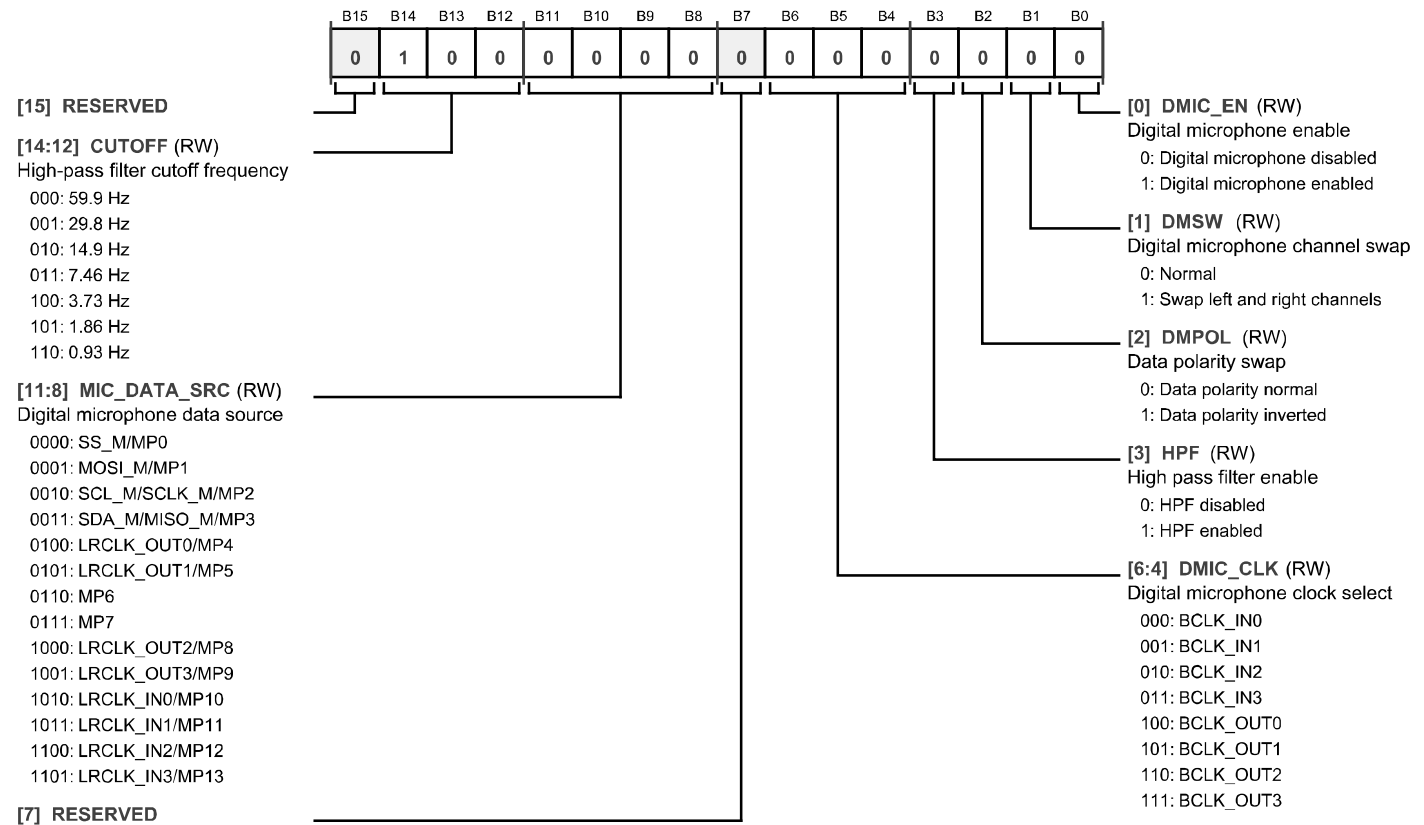 B15 B14 B13 B12 B11 B10 B9 B8 B7 B6 B5 B4 B3 B2 B1 B0
0 1 0 0 0 0 0 0 0 0 0 0 0 0 0 0
[15] RESERVED
[14:12] CUTOFF (RW)
High-pass filter cutoff frequency
000: 59.9 Hz
001: 29.8 Hz
010: 14.9 Hz
011: 7.46 Hz
100: 3.73 Hz
101: 1.86 Hz
110: 0.93 Hz
[11:8] MIC_DATA_SRC (RW)
Digital microphone data source
0000: SS_M/MP0
0001: MOSI_M/MP1
0010: SCL_M/SCLK_M/MP2
0011: SDA_M/MISO_M/MP3
0100: LRCLK_OUT0/MP4
0101: LRCLK_OUT1/MP5
0110: MP6
0111: MP7
1000: LRCLK_OUT2/MP8
1001: LRCLK_OUT3/MP9
1010: LRCLK_IN0/MP10
1011: LRCLK_IN1/MP11
1100: LRCLK_IN2/MP12
1101: LRCLK_IN3/MP13
[7] RESERVED
[0] DMIC_EN (RW)
Digital microphone enable
0: Digital microphone disabled
1: Digital microphone enabled
[1] DMSW (RW)
Digital microphone channel swap
0: Normal
1: Swap left and right channels
[2] DMPOL (RW)
Data polarity swap
0: Data polarity normal
1: Data polarity inverted
[3] HPF (RW)
High pass filter enable
0: HPF disabled
1: HPF enabled
[6:4] DMIC_CLK (RW)
Digital microphone clock select
000: BCLK_IN0
001: BCLK_IN1
010: BCLK_IN2
011: BCLK_IN3
100: BCLK_OUT0
101: BCLK_OUT1
110: BCLK_OUT2
111: BCLK_OUT3